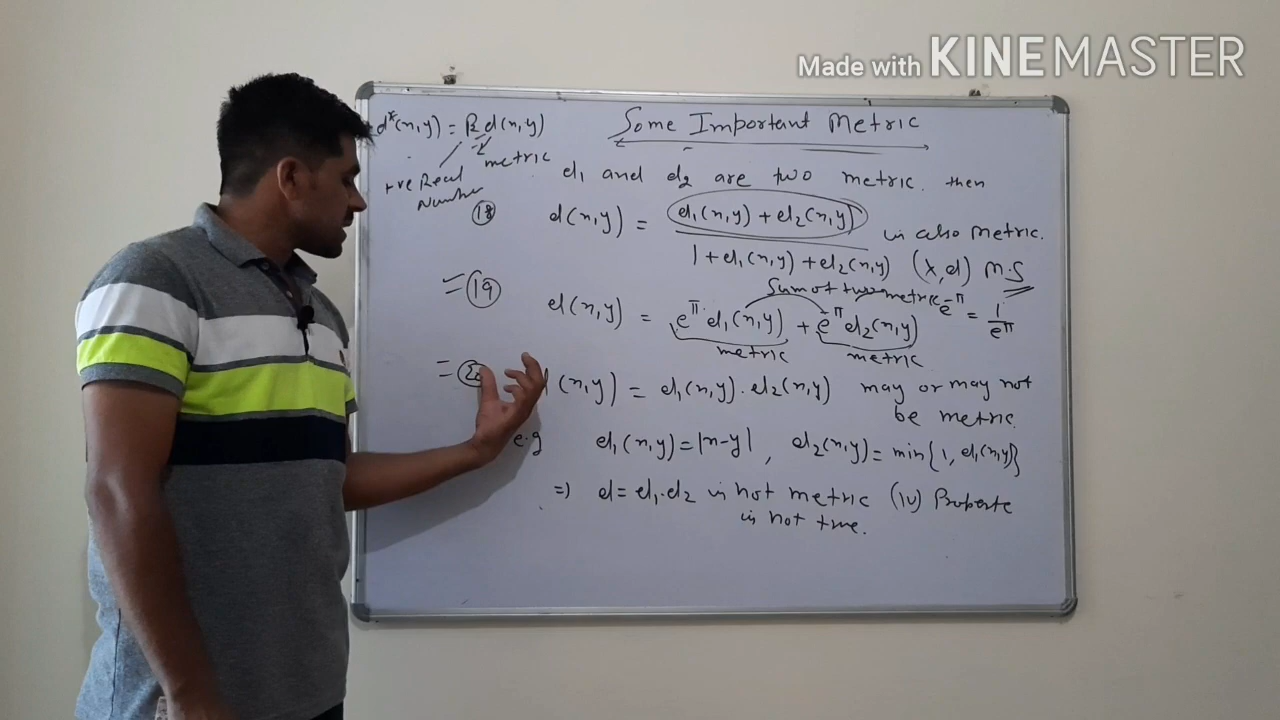 Made with KINEMASTER
Some Important Metric
d*(x,y) = k d(x,y)
metric
+ve Real
Number
d1 and d2 are two metric. then
(18) d(x,y) = d1(x,y) + d2(x,y) / 1 + d1(x,y) + d2(x,y) is also metric.
(X,d) M.S
Sum of two metric
e^-π = 1/e^π
= (19) d(x,y) = e^π · d1(x,y) + e^-π d2(x,y)
metric metric
d(x,y) = d1(x,y) · d2(x,y) may or may not
be metric.
e.g d1(x,y) = |x-y| , d2(x,y) = min{1, d1(x,y)}
⇒ d = d1·d2 is not metric (iv) Properte
is not true.